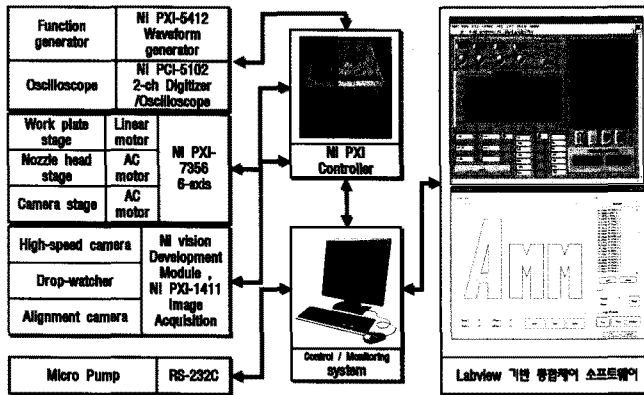 Function
generator
NI PXI-5412
Waveform
generator
Oscilloscope
NI PCI-5102
2-ch Digitizer
/Oscilloscope
Work plate
stage
Linear
motor
Nozzle head
stage
AC
motor
Camera stage
AC
motor
NI PXI-
7356
6-axis
High-speed camera
Drop-watcher
Alignment camera
NI vision
Development
Module ,
NI PXI-1411
Image
Acquisition
Micro Pump
RS-232C
NI PXI
Controller
Control / Monitoring
system
AMM
Labview 기반 통합제어 소프트웨어